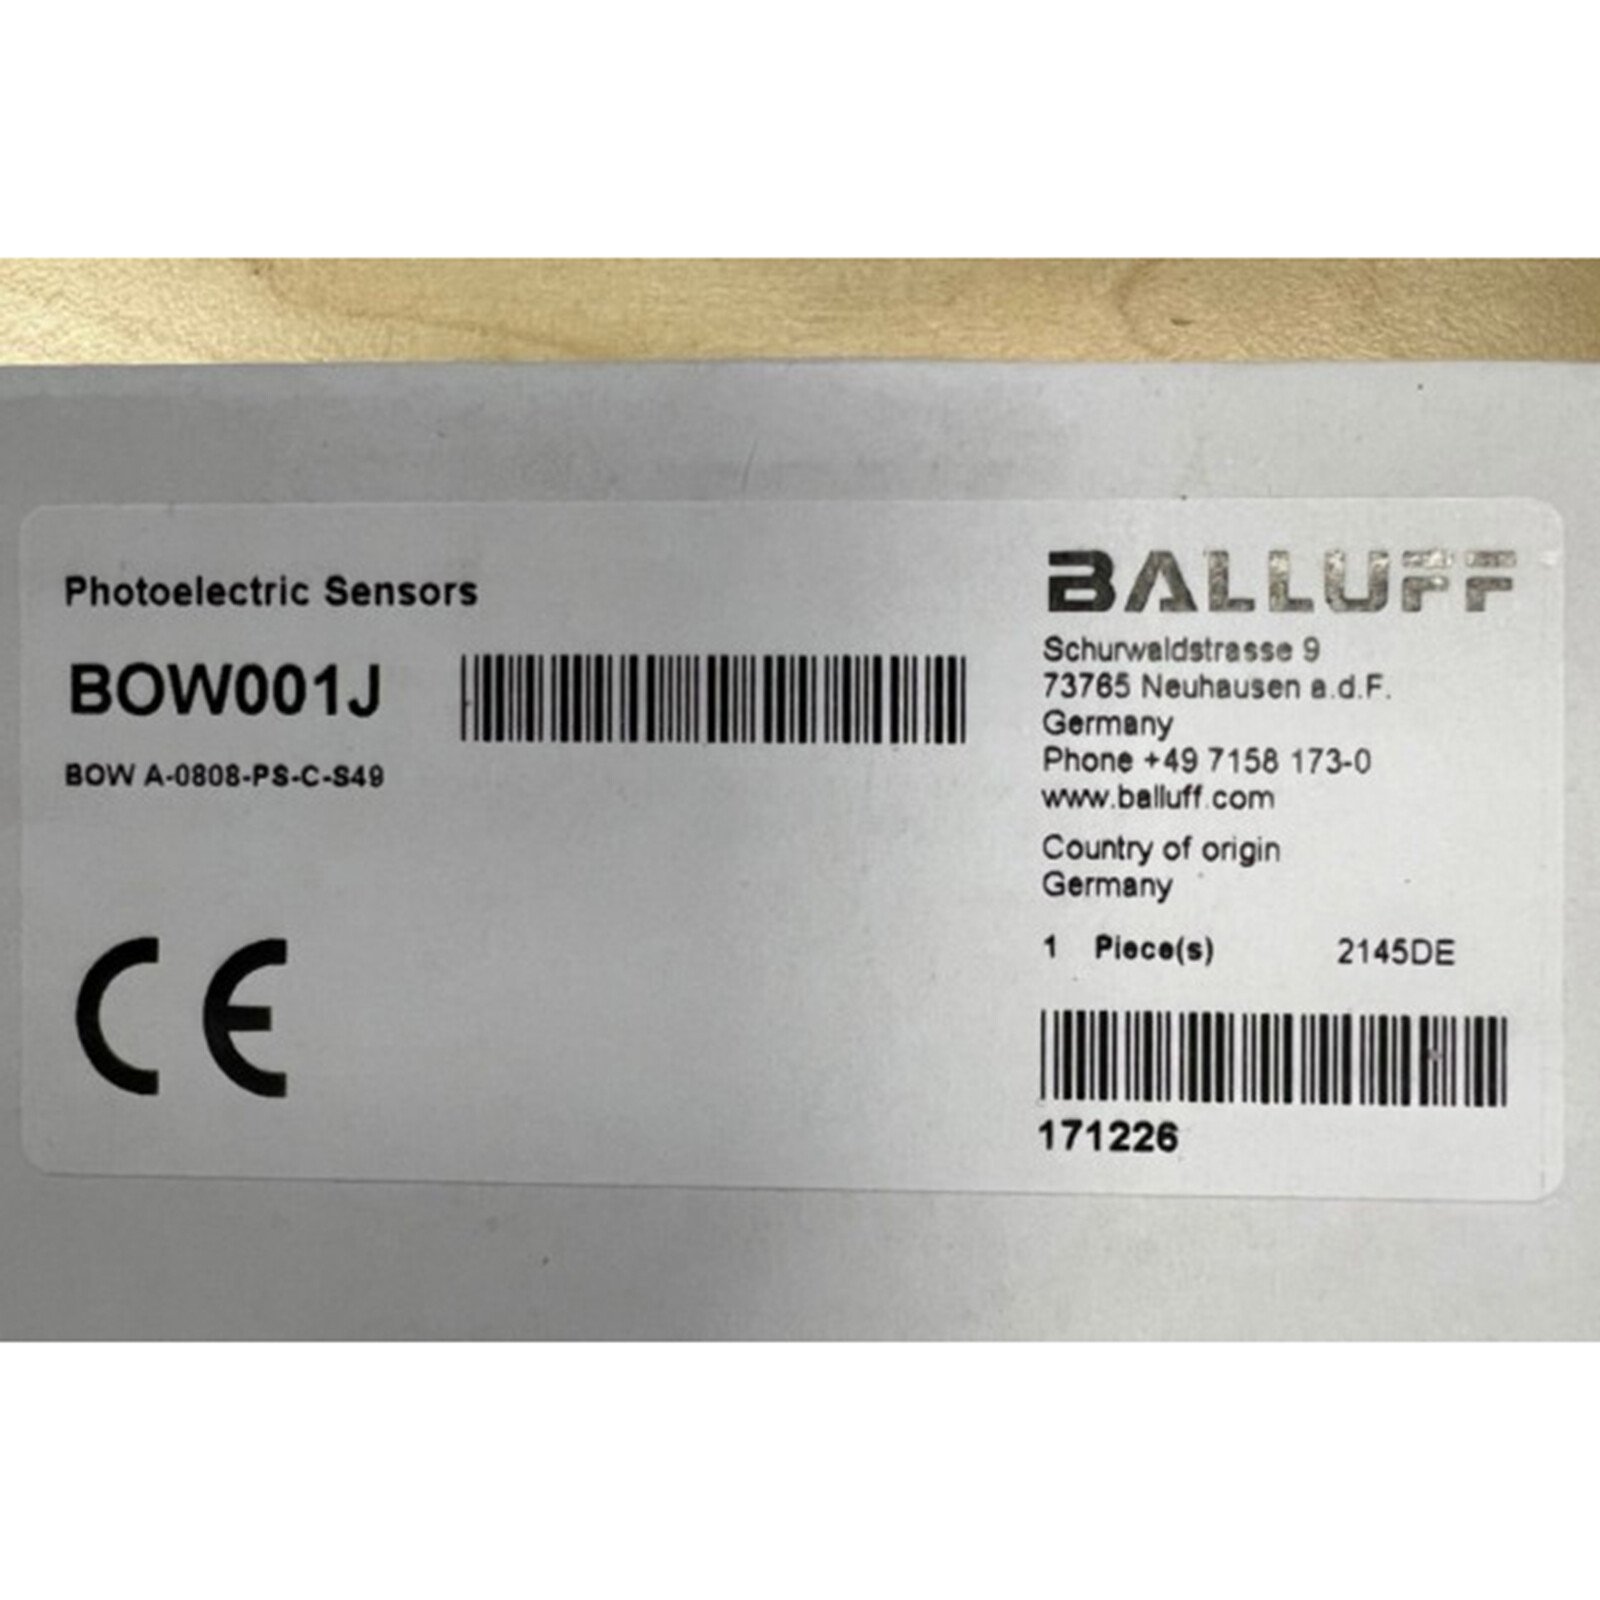 Photoelectric Sensors
BOW001J
BOW A-0808-PS-C-S49
CE
BALLUFF
Schurwaldstrasse 9
73765 Neuhausen a.d.F.
Germany
Phone +49 7158 173-0
www.balluff.com
Country of origin
Germany
1 Piece(s) 2145DE
171226